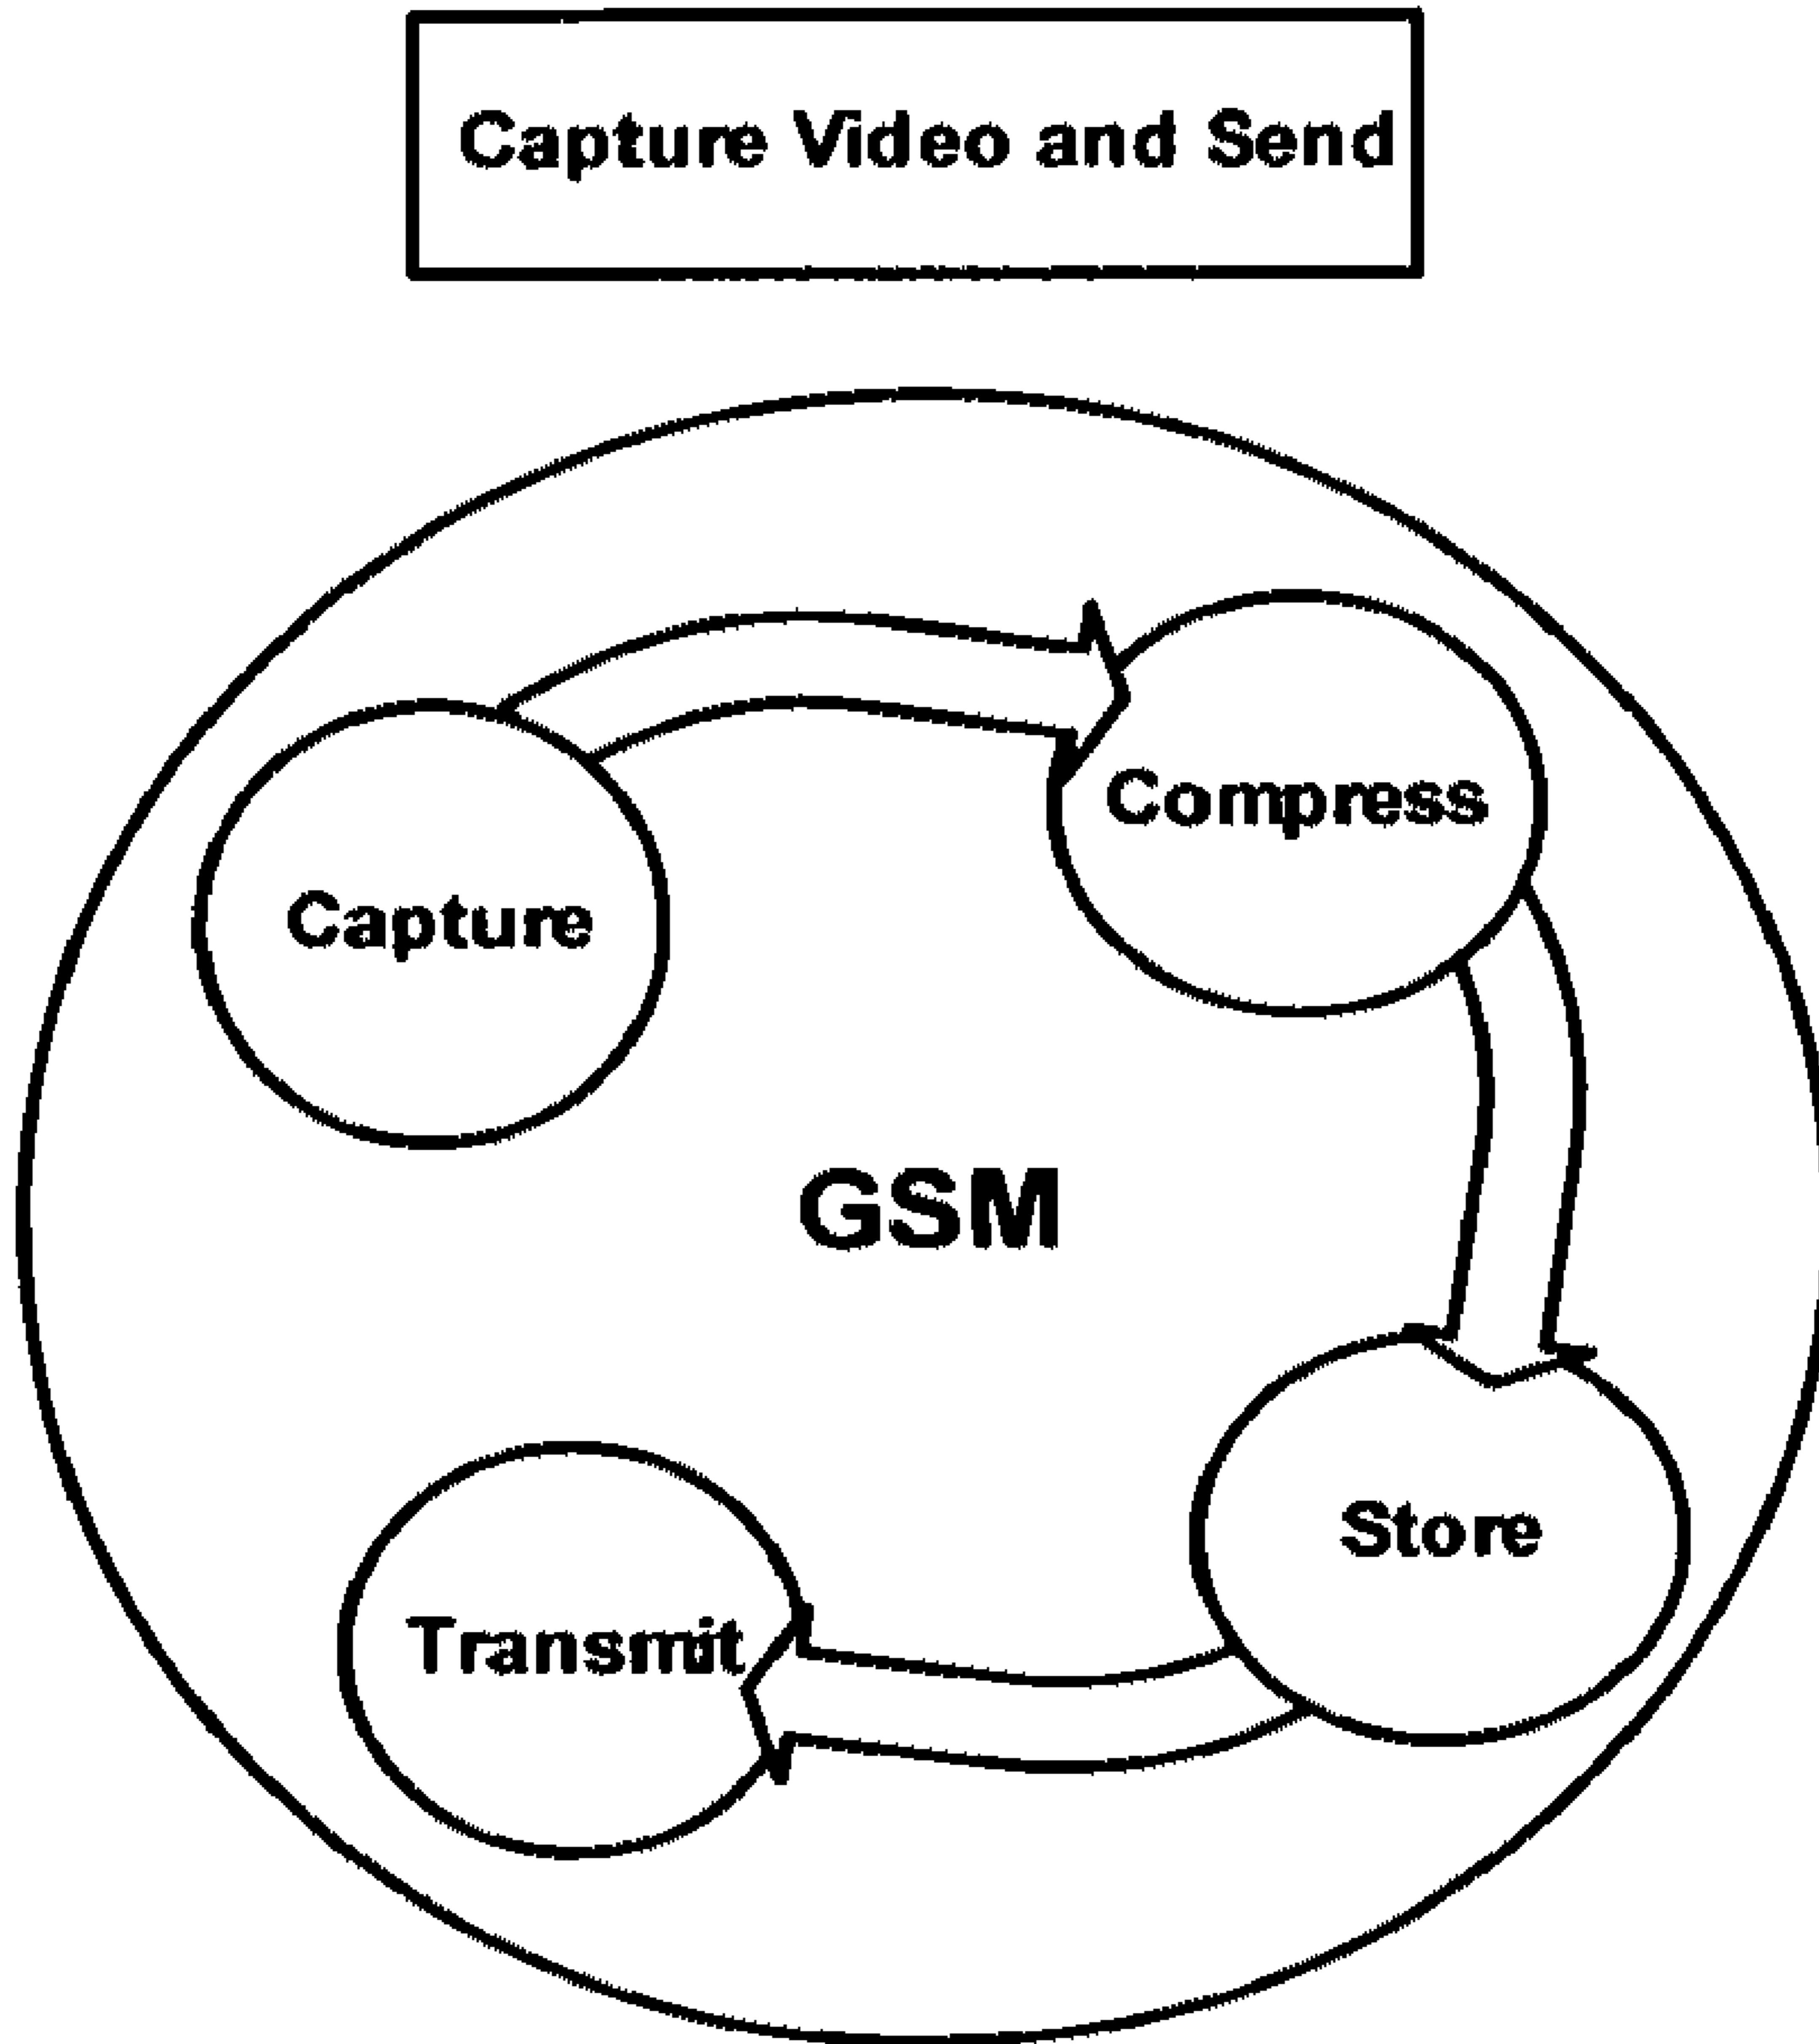 Capture Video and Send
Compress
Capture
GSM
Store
Transmit